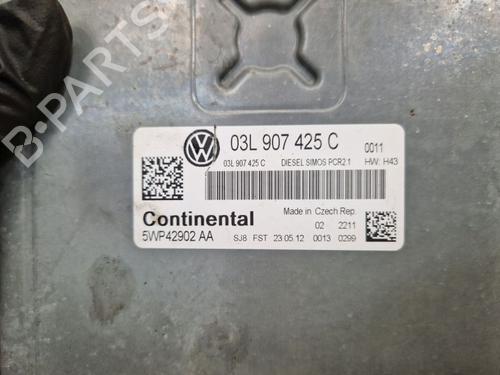 03L 907 425 C 0011
03L 907 425 C DIESEL SIMOS PCR2.1 HW: H43
Continental Made in Czech Rep.
02 2211
5WP42902 AA SJ8 FST 23.05.12 0013 0299